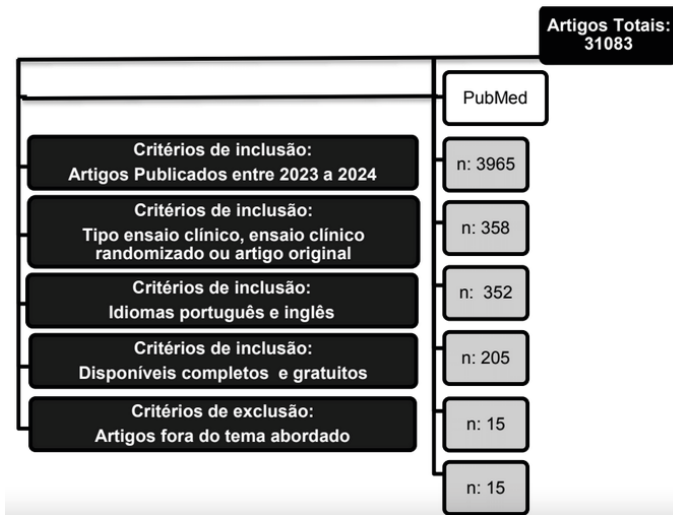 Artigos Totais:
31083
PubMed
Critérios de inclusão:
Artigos Publicados entre 2023 a 2024
n: 3965
Critérios de inclusão:
Tipo ensaio clínico, ensaio clínico
randomizado ou artigo original
n: 358
Critérios de inclusão:
Idiomas português e inglês
n: 352
Critérios de inclusão:
Disponíveis completos e gratuitos
n: 205
Critérios de exclusão:
Artigos fora do tema abordado
n: 15
n: 15